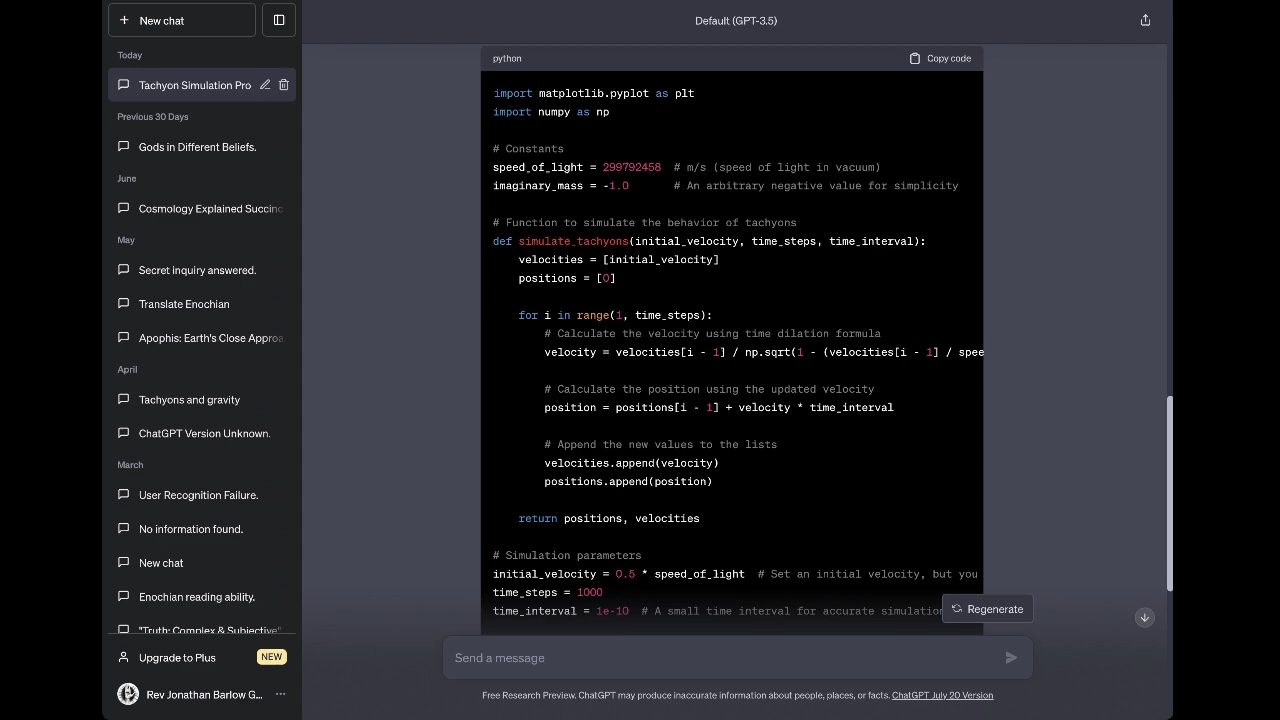 New chat
Today
Tachyon Simulation Pro
Previous 30 Days
Gods in Different Beliefs.
June
Cosmology Explained Succinc
May
Secret inquiry answered.
Translate Enochian
Apophis: Earth's Close Approa
April
Tachyons and gravity
ChatGPT Version Unknown.
March
User Recognition Failure.
No information found.
New chat
Enochian reading ability.
"Truth: Complex & Subjective"
Upgrade to Plus NEW
Rev Jonathan Barlow G...
Default (GPT-3.5)
python Copy code
import matplotlib.pyplot as plt
import numpy as np
# Constants
speed_of_light = 299792458  # m/s (speed of light in vacuum)
imaginary_mass = -1.0       # An arbitrary negative value for simplicity
# Function to simulate the behavior of tachyons
def simulate_tachyons(initial_velocity, time_steps, time_interval):
    velocities = [initial_velocity]
    positions = [0]
    for i in range(1, time_steps):
        # Calculate the velocity using time dilation formula
        velocity = velocities[i - 1] / np.sqrt(1 - (velocities[i - 1] / spee
        # Calculate the position using the updated velocity
        position = positions[i - 1] + velocity * time_interval
        # Append the new values to the lists
        velocities.append(velocity)
        positions.append(position)
    return positions, velocities
# Simulation parameters
initial_velocity = 0.5 * speed_of_light  # Set an initial velocity, but you
time_steps = 1000
time_interval = 1e-10  # A small time interval for accurate simulation
Regenerate
Send a message
Free Research Preview. ChatGPT may produce inaccurate information about people, places, or facts. ChatGPT July 20 Version